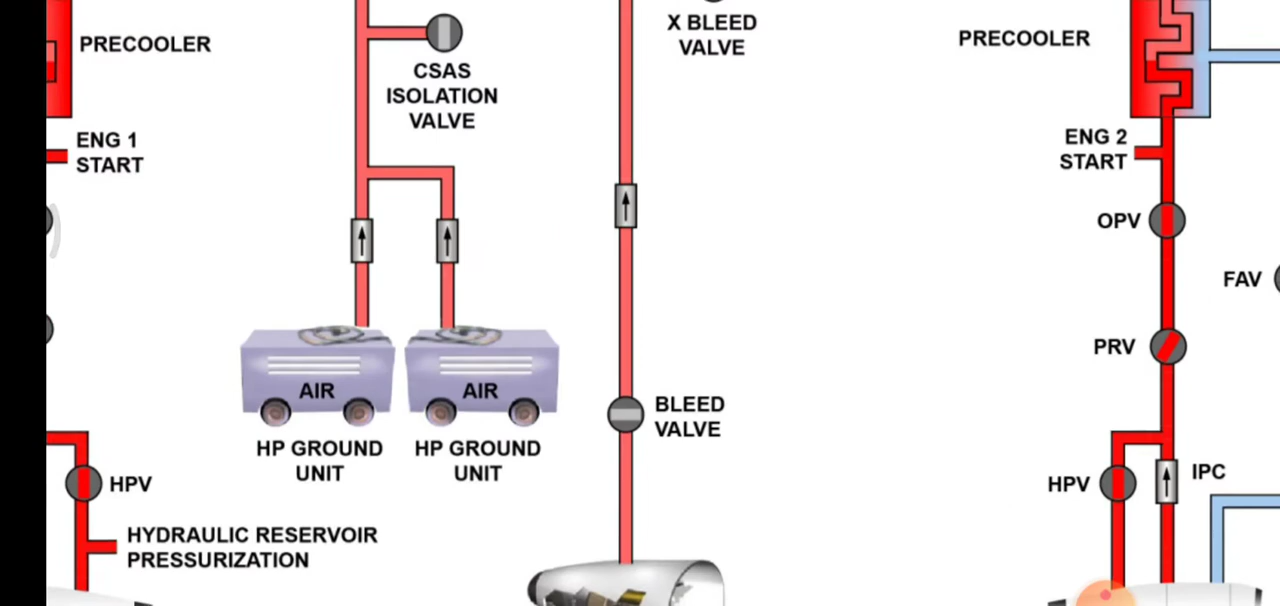 PRECOOLER
CSAS
ISOLATION
VALVE
X BLEED
VALVE
PRECOOLER
ENG 1
START
ENG 2
START
OPV
FAV
PRV
AIR
AIR
HP GROUND
UNIT
HP GROUND
UNIT
BLEED
VALVE
HPV
HYDRAULIC RESERVOIR
PRESSURIZATION
HPV
IPC